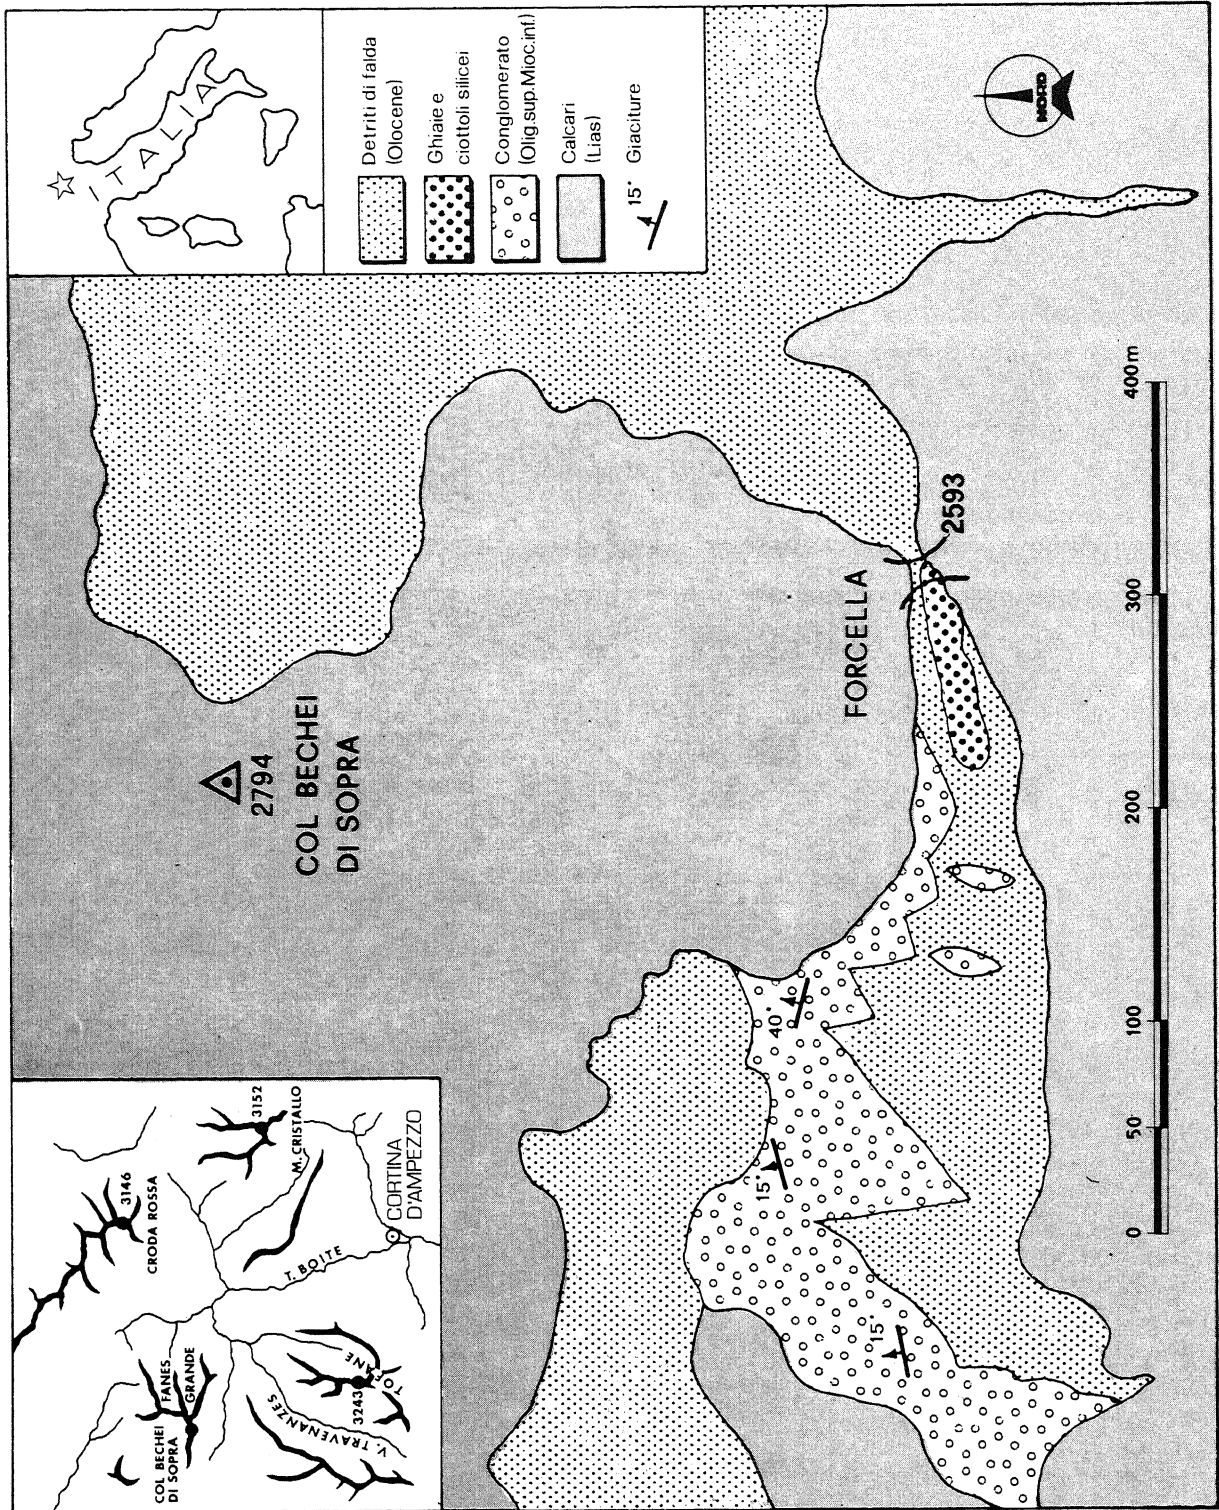 ITALIA
Detriti di falda
(Olocene)
Ghiaie e
ciottoli silicei
Conglomerato
(Olig.sup.Mioc.inf.)
Calcari
(Lias)
15°
Giaciture
NORD
2794
COL BECHEI
DI SOPRA
FORCELLA
2593
40°
15°
15°
0
50
100
200
300
400 m
3146
CRODA ROSSA
3152
M. CRISTALLO
CORTINA
D'AMPEZZO
T. BOITE
FANES
GRANDE
COL BECHEI
DI SOPRA
TOFANE
3243
V. TRAVENANZES